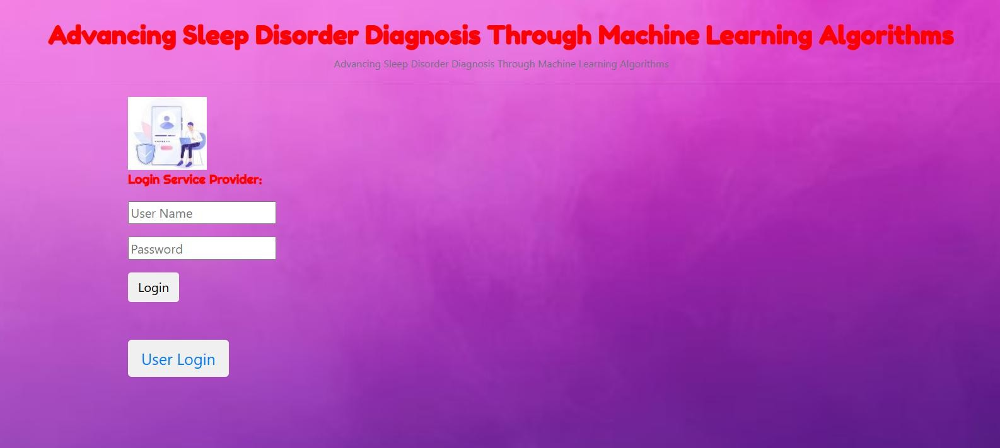 Advancing Sleep Disorder Diagnosis Through Machine Learning Algorithms
Advancing Sleep Disorder Diagnosis Through Machine Learning Algorithms
Login Service Provider:
User Name
Password
Login
User Login